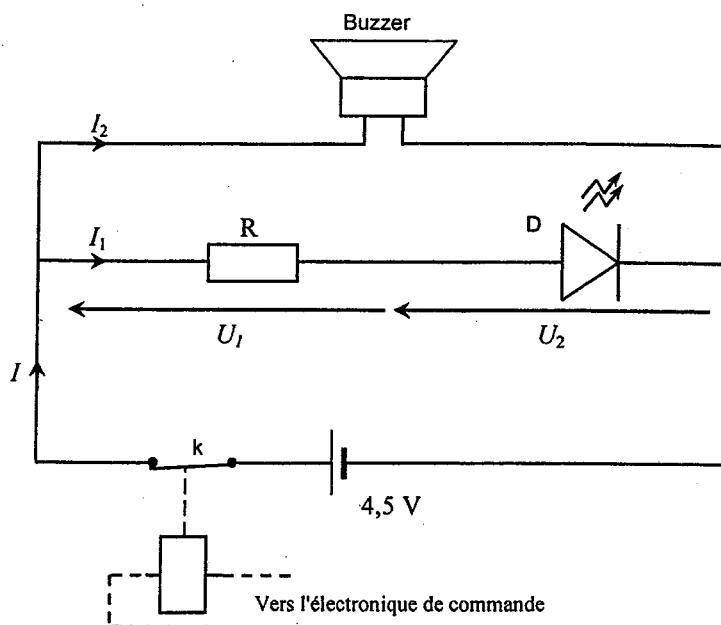 Buzzer
I2
I1
R
D
U1
U2
I
k
4,5 V
Vers l'électronique de commande